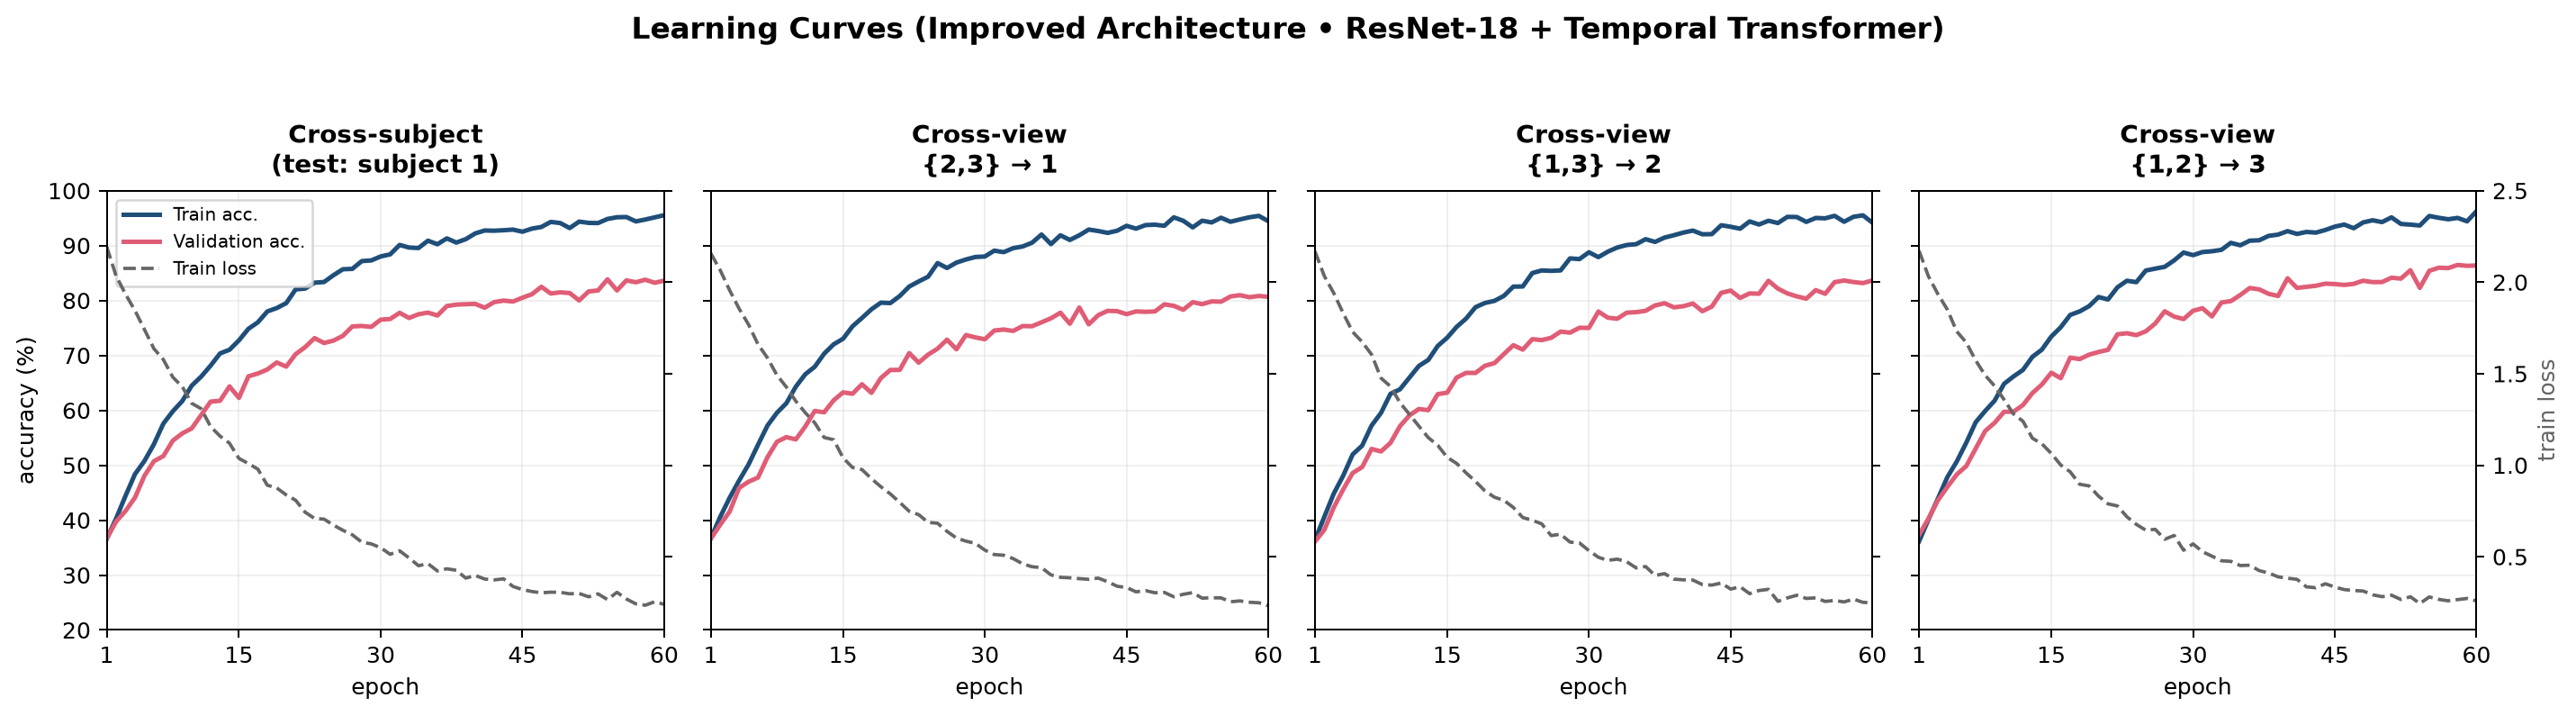 Learning Curves (Improved Architecture • ResNet-18 + Temporal Transformer)
Cross-subject
(test: subject 1)
Cross-view
{2,3} → 1
Cross-view
{1,3} → 2
Cross-view
{1,2} → 3
Train acc.
Validation acc.
Train loss
accuracy (%)
100
90
80
70
60
50
40
30
20
1 15 30 45 60
epoch
1 15 30 45 60
epoch
1 15 30 45 60
epoch
1 15 30 45 60
epoch
2.5
2.0
1.5
1.0
0.5
train loss